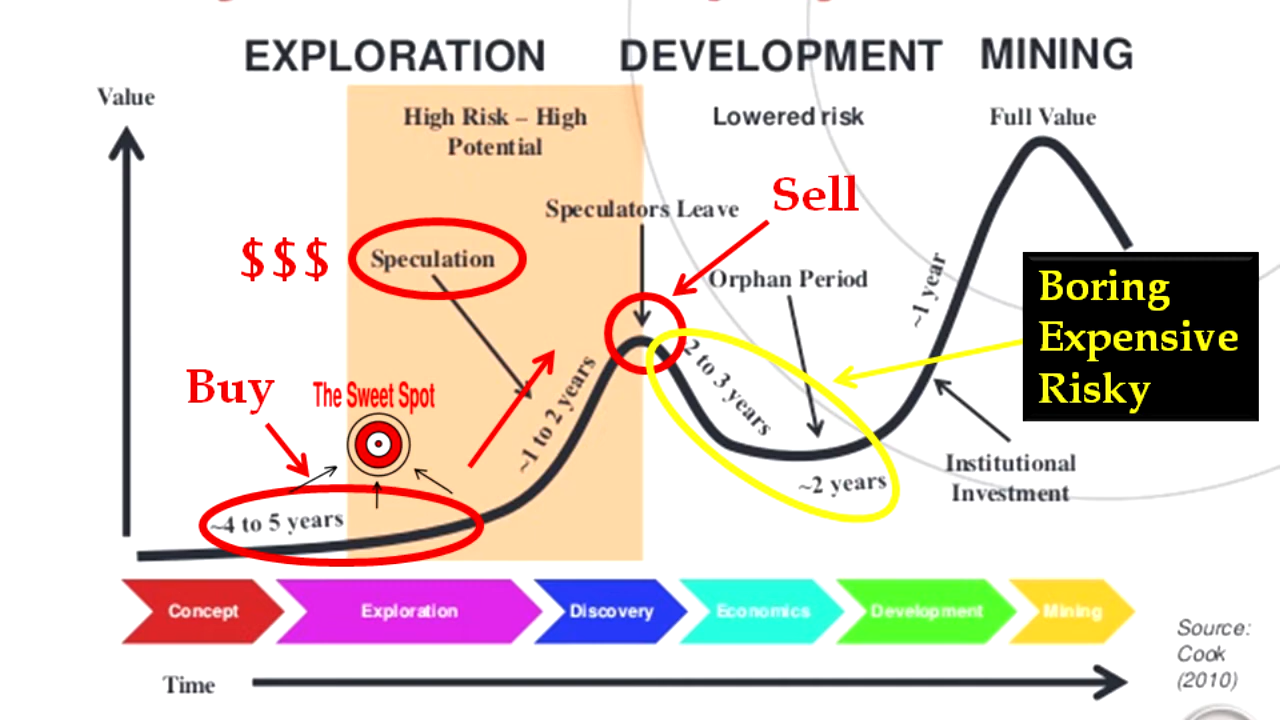 EXPLORATION DEVELOPMENT MINING
Value
High Risk – High
Potential
Lowered risk
Full Value
Sell
Speculators Leave
$$$
Speculation
Orphan Period
~1 year
Boring
Expensive
Risky
Buy
The Sweet Spot
~1 to 2 years
2 to 3 years
~4 to 5 years
~2 years
Institutional
Investment
Concept Exploration Discovery Economics Development Mining
Time
Source:
Cook
(2010)